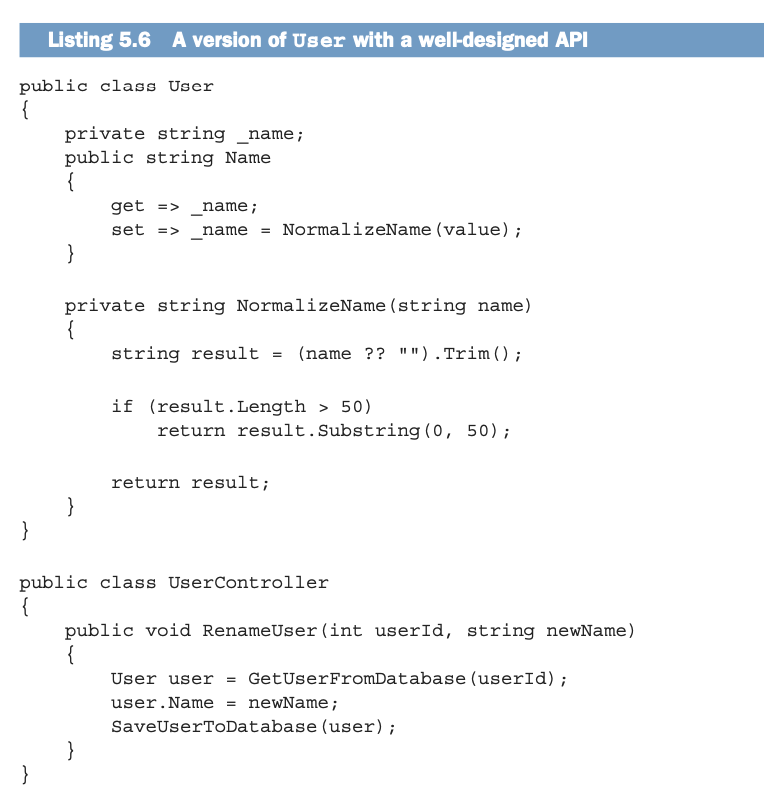 Listing 5.6 A version of User with a well-designed API
public class User
{
    private string _name;
    public string Name
    {
        get => _name;
        set => _name = NormalizeName(value);
    }

    private string NormalizeName(string name)
    {
        string result = (name ?? "").Trim();

        if (result.Length > 50)
            return result.Substring(0, 50);

        return result;
    }
}

public class UserController
{
    public void RenameUser(int userId, string newName)
    {
        User user = GetUserFromDatabase(userId);
        user.Name = newName;
        SaveUserToDatabase(user);
    }
}